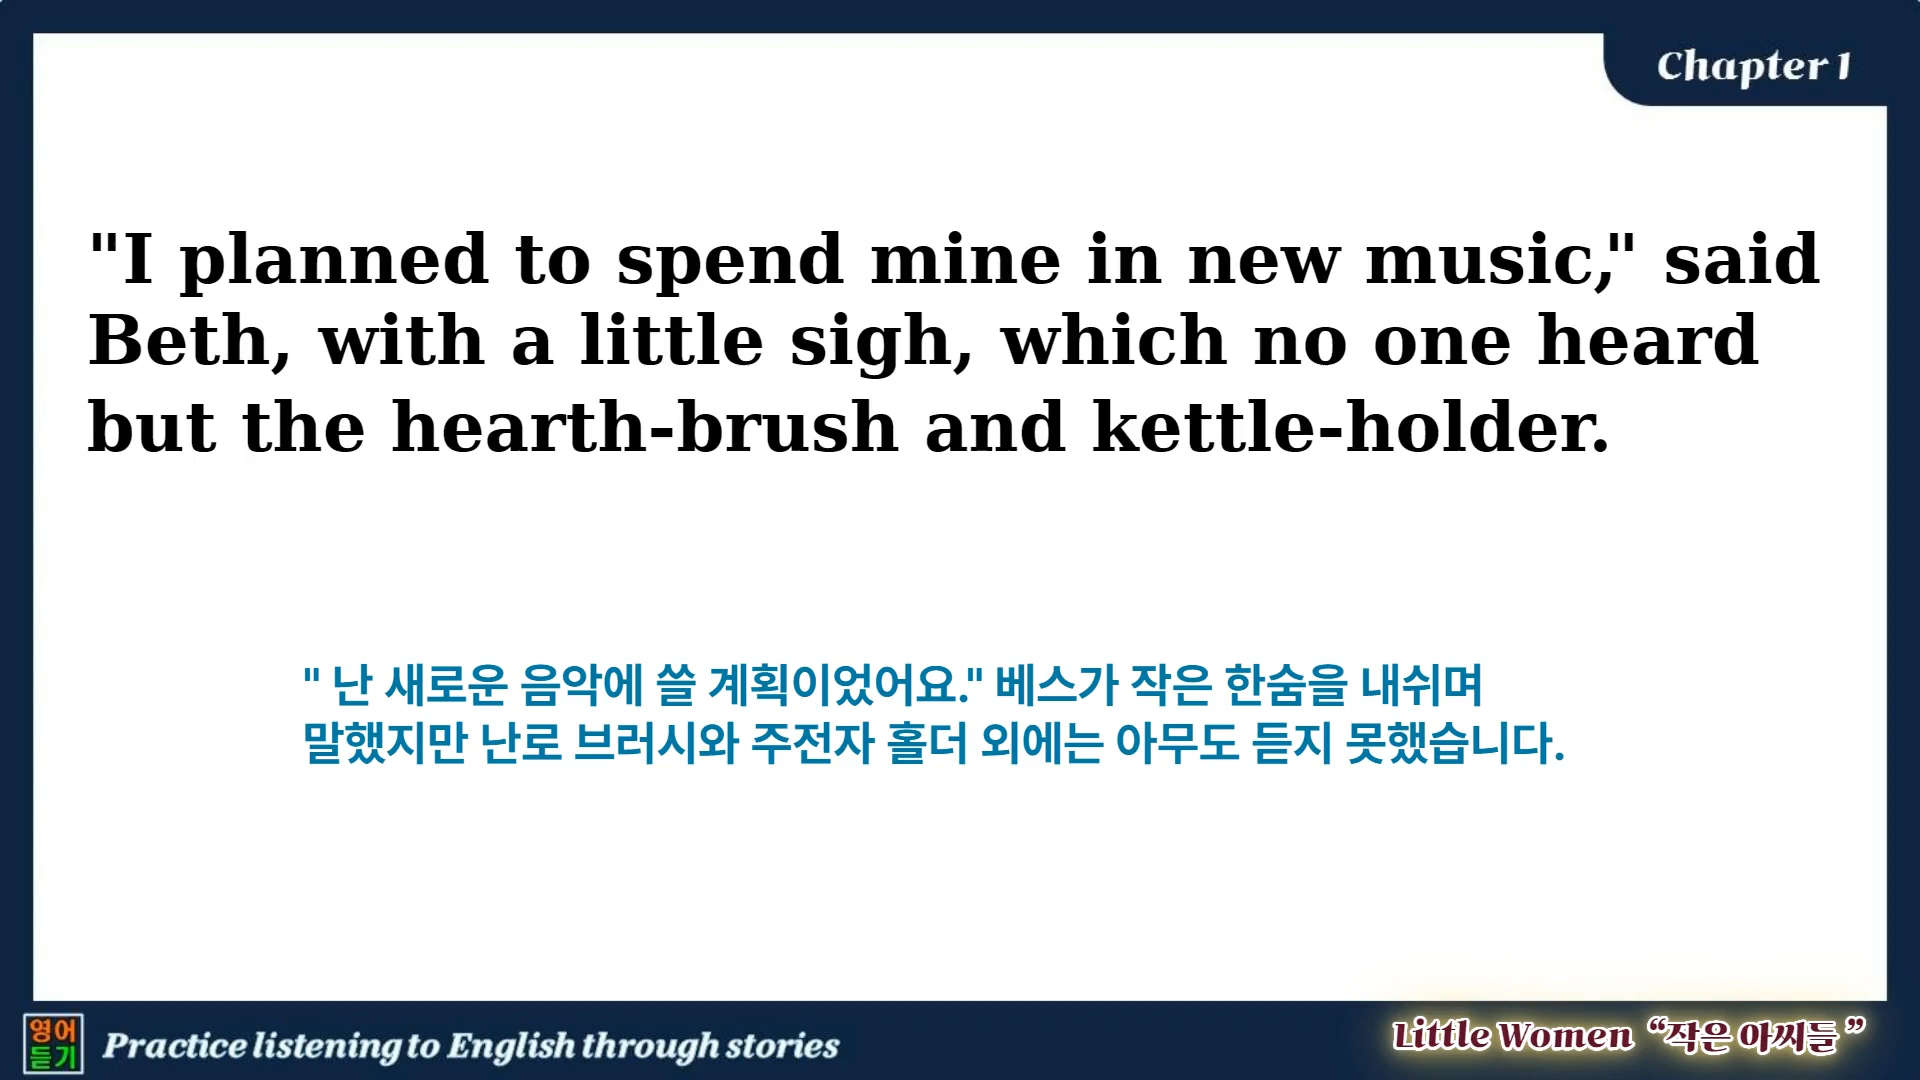 Chapter 1
"I planned to spend mine in new music," said
Beth, with a little sigh, which no one heard
but the hearth-brush and kettle-holder.
" 난 새로운 음악에 쓸 계획이었어요." 베스가 작은 한숨을 내쉬며
말했지만 난로 브러시와 주전자 홀더 외에는 아무도 듣지 못했습니다.
영어
듣기
Practice listening to English through stories
Little Women “작은 아씨들 ”